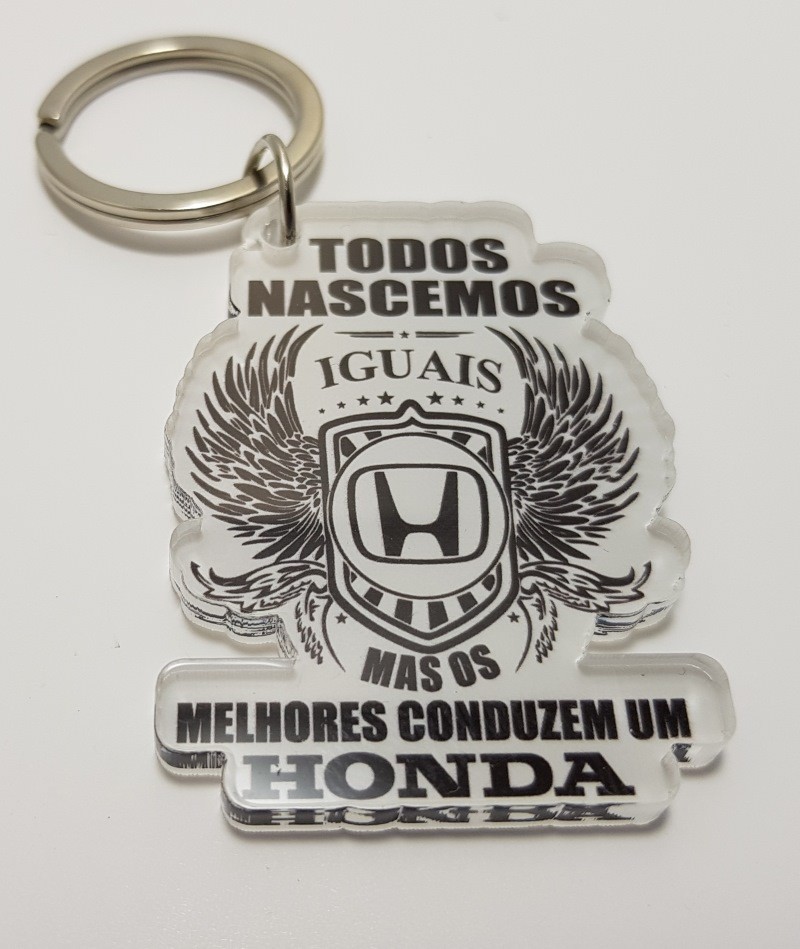 TODOS
NASCEMOS
IGUAIS
MAS OS
MELHORES CONDUZEM UM
HONDA